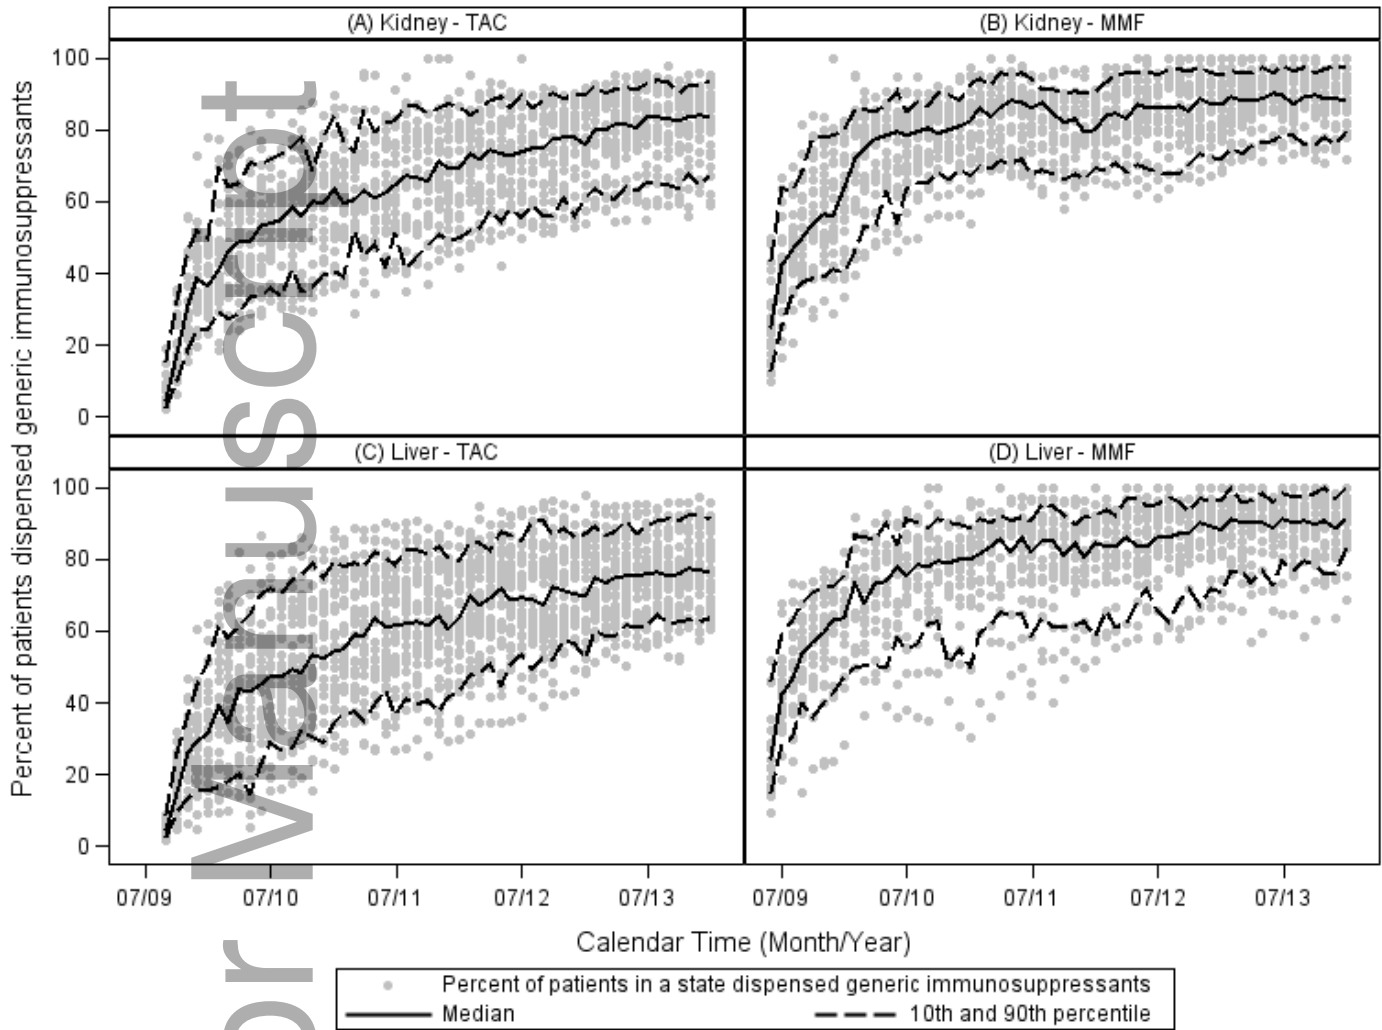 (A) Kidney - TAC
(B) Kidney - MMF
Percent of patients dispensed generic immunosuppressants
100
80
60
40
20
0
(C) Liver - TAC
(D) Liver - MMF
100
80
60
40
20
0
07/09 07/10 07/11 07/12 07/13
07/09 07/10 07/11 07/12 07/13
Calendar Time (Month/Year)
Percent of patients in a state dispensed generic immunosuppressants
Median
10th and 90th percentile
or Manuscript